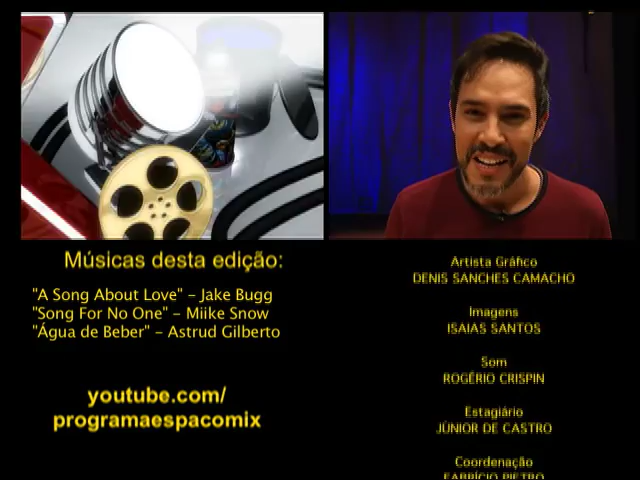 Músicas desta edição:
"A Song About Love" - Jake Bugg
"Song For No One" - Miike Snow
"Água de Beber" - Astrud Gilberto
youtube.com/
programaespacomix
Artista Gráfico
DENIS SANCHES CAMACHO
Imagens
ISAIAS SANTOS
Som
ROGÉRIO CRISPIN
Estagiário
JÚNIOR DE CASTRO
Coordenação
FABRÍCIO PIETRO